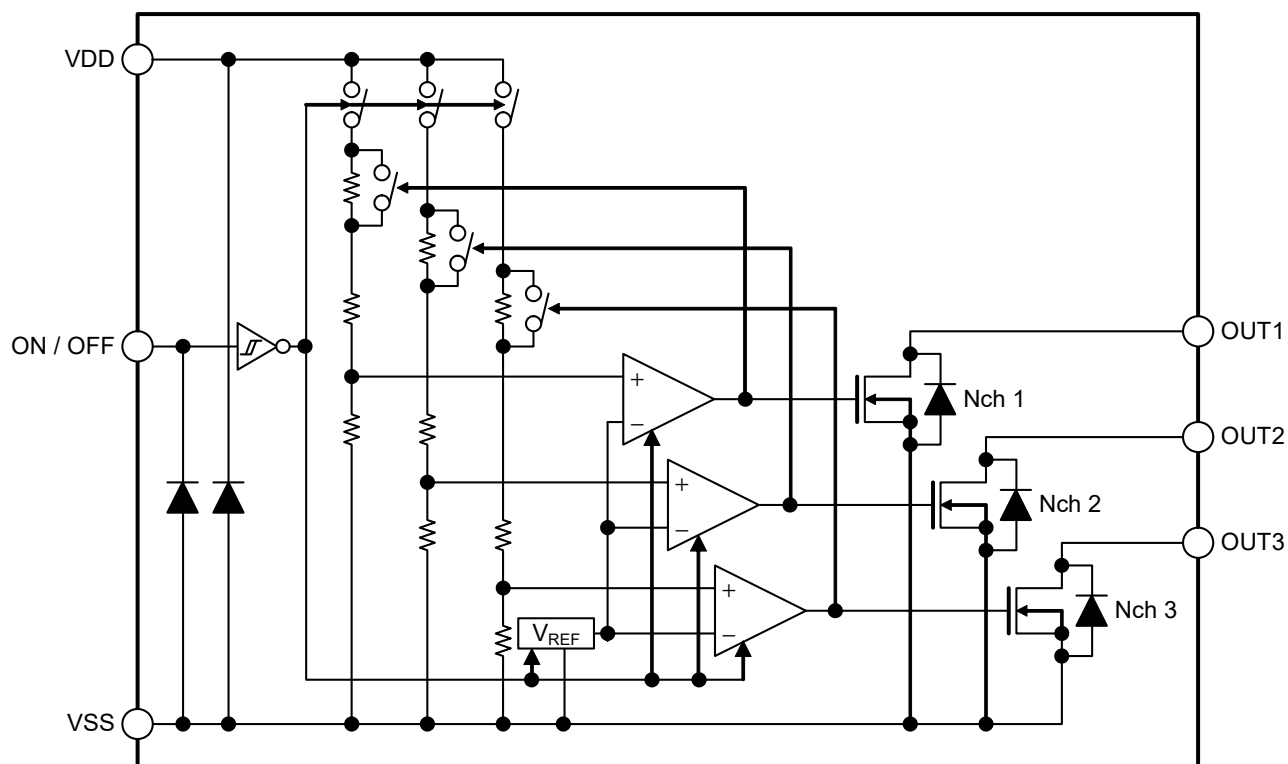 VDD
ON / OFF
OUT1
+
−
Nch 1
OUT2
+
−
Nch 2
OUT3
+
−
Nch 3
VREF
VSS